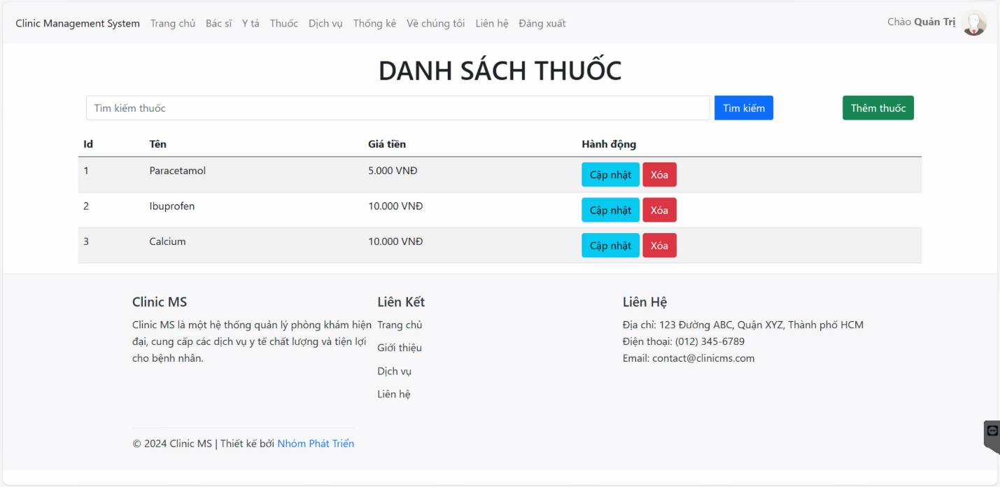 Clinic Management System Trang chủ Bác sĩ Y tá Thuốc Dịch vụ Thống kê Về chúng tôi Liên hệ Đăng xuất Chào Quản Trị
DANH SÁCH THUỐC
Tìm kiếm thuốc Tìm kiếm Thêm thuốc
Id Tên Giá tiền Hành động
1 Paracetamol 5.000 VNĐ Cập nhật Xóa
2 Ibuprofen 10.000 VNĐ Cập nhật Xóa
3 Calcium 10.000 VNĐ Cập nhật Xóa
Clinic MS
Clinic MS là một hệ thống quản lý phòng khám hiện
đại, cung cấp các dịch vụ y tế chất lượng và tiện lợi
cho bệnh nhân.
Liên Kết
Trang chủ
Giới thiệu
Dịch vụ
Liên hệ
Liên Hệ
Địa chỉ: 123 Đường ABC, Quận XYZ, Thành phố HCM
Điện thoại: (012) 345-6789
Email: contact@clinicms.com
© 2024 Clinic MS | Thiết kế bởi Nhóm Phát Triển